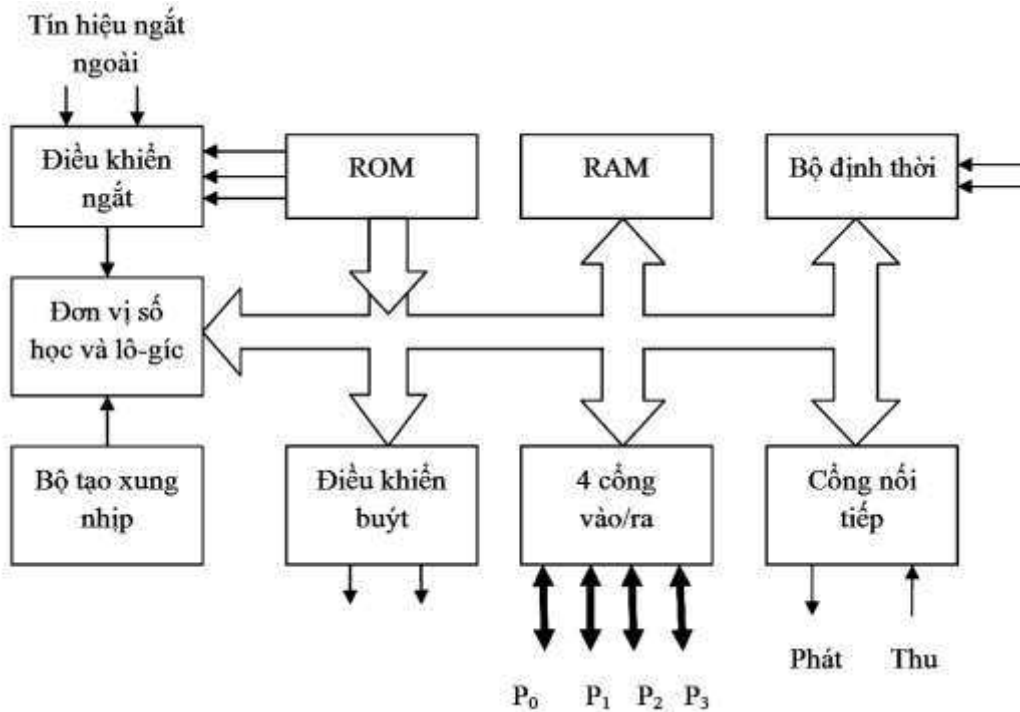 Tín hiệu ngắt
ngoài
Điều khiển
ngắt
ROM
RAM
Bộ định thời
Đơn vị số
học và lô-gíc
Bộ tạo xung
nhịp
Điều khiển
buýt
4 cổng
vào/ra
Cổng nối
tiếp
Phát
Thu
P₀
P₁
P₂
P₃